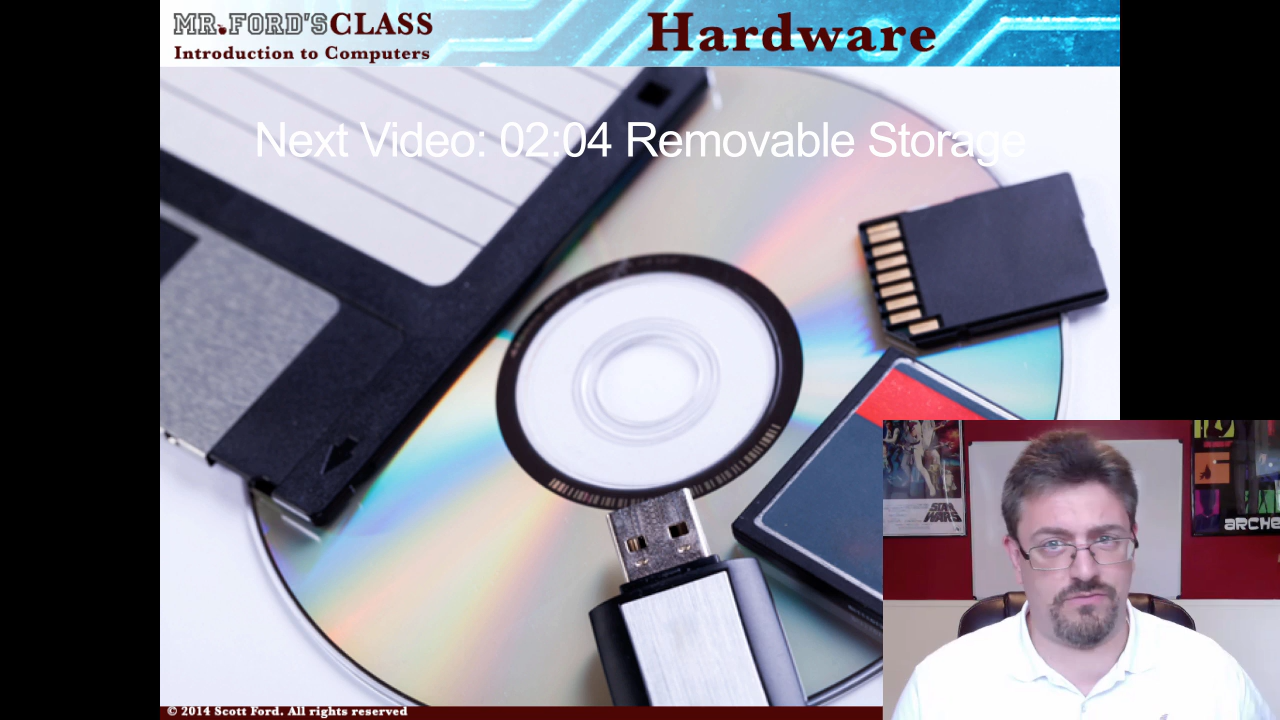 MR.FORD'SCLASS
Introduction to Computers
Hardware
Next Video: 02:04 Removable Storage
STAR
WARS
ARCHE
© 2014 Scott Ford. All rights reserved